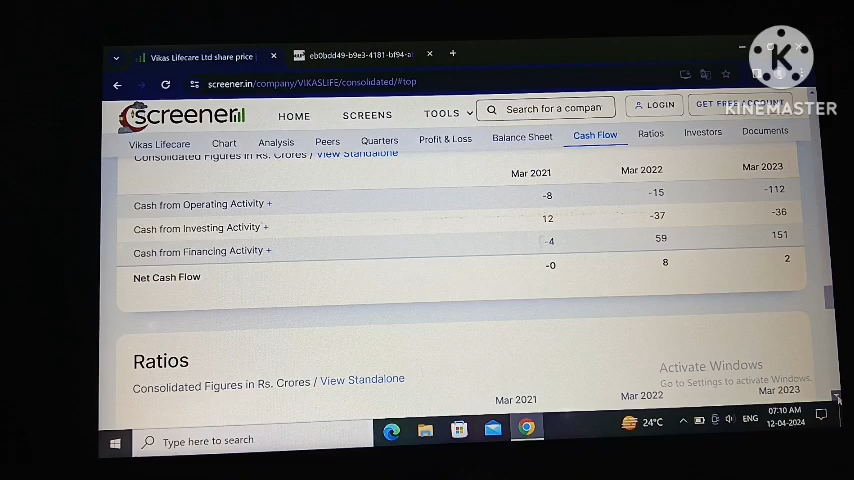 Vikas Lifecare Ltd share price
eb0bdd49-b9e3-4181-bf94-a
screener.in/company/VIKASLIFE/consolidated/#top
K
KINEMASTER
screener
HOME
SCREENS
TOOLS
Search for a compan
LOGIN
GET FREE ACCOUNT
Vikas Lifecare Chart Analysis Peers Quarters Profit & Loss Balance Sheet Cash Flow Ratios Investors Documents
Consolidated Figures in Rs. Crores / View Standalone
Mar 2021 Mar 2022 Mar 2023
Cash from Operating Activity + -8 -15 -112
Cash from Investing Activity + 12 -37 -36
Cash from Financing Activity + -4 59 151
Net Cash Flow -0 8 2
Ratios
Consolidated Figures in Rs. Crores / View Standalone
Activate Windows
Go to Settings to activate Windows.
Mar 2021 Mar 2022 Mar 2023
Type here to search
24°C
ENG
07:10 AM
12-04-2024